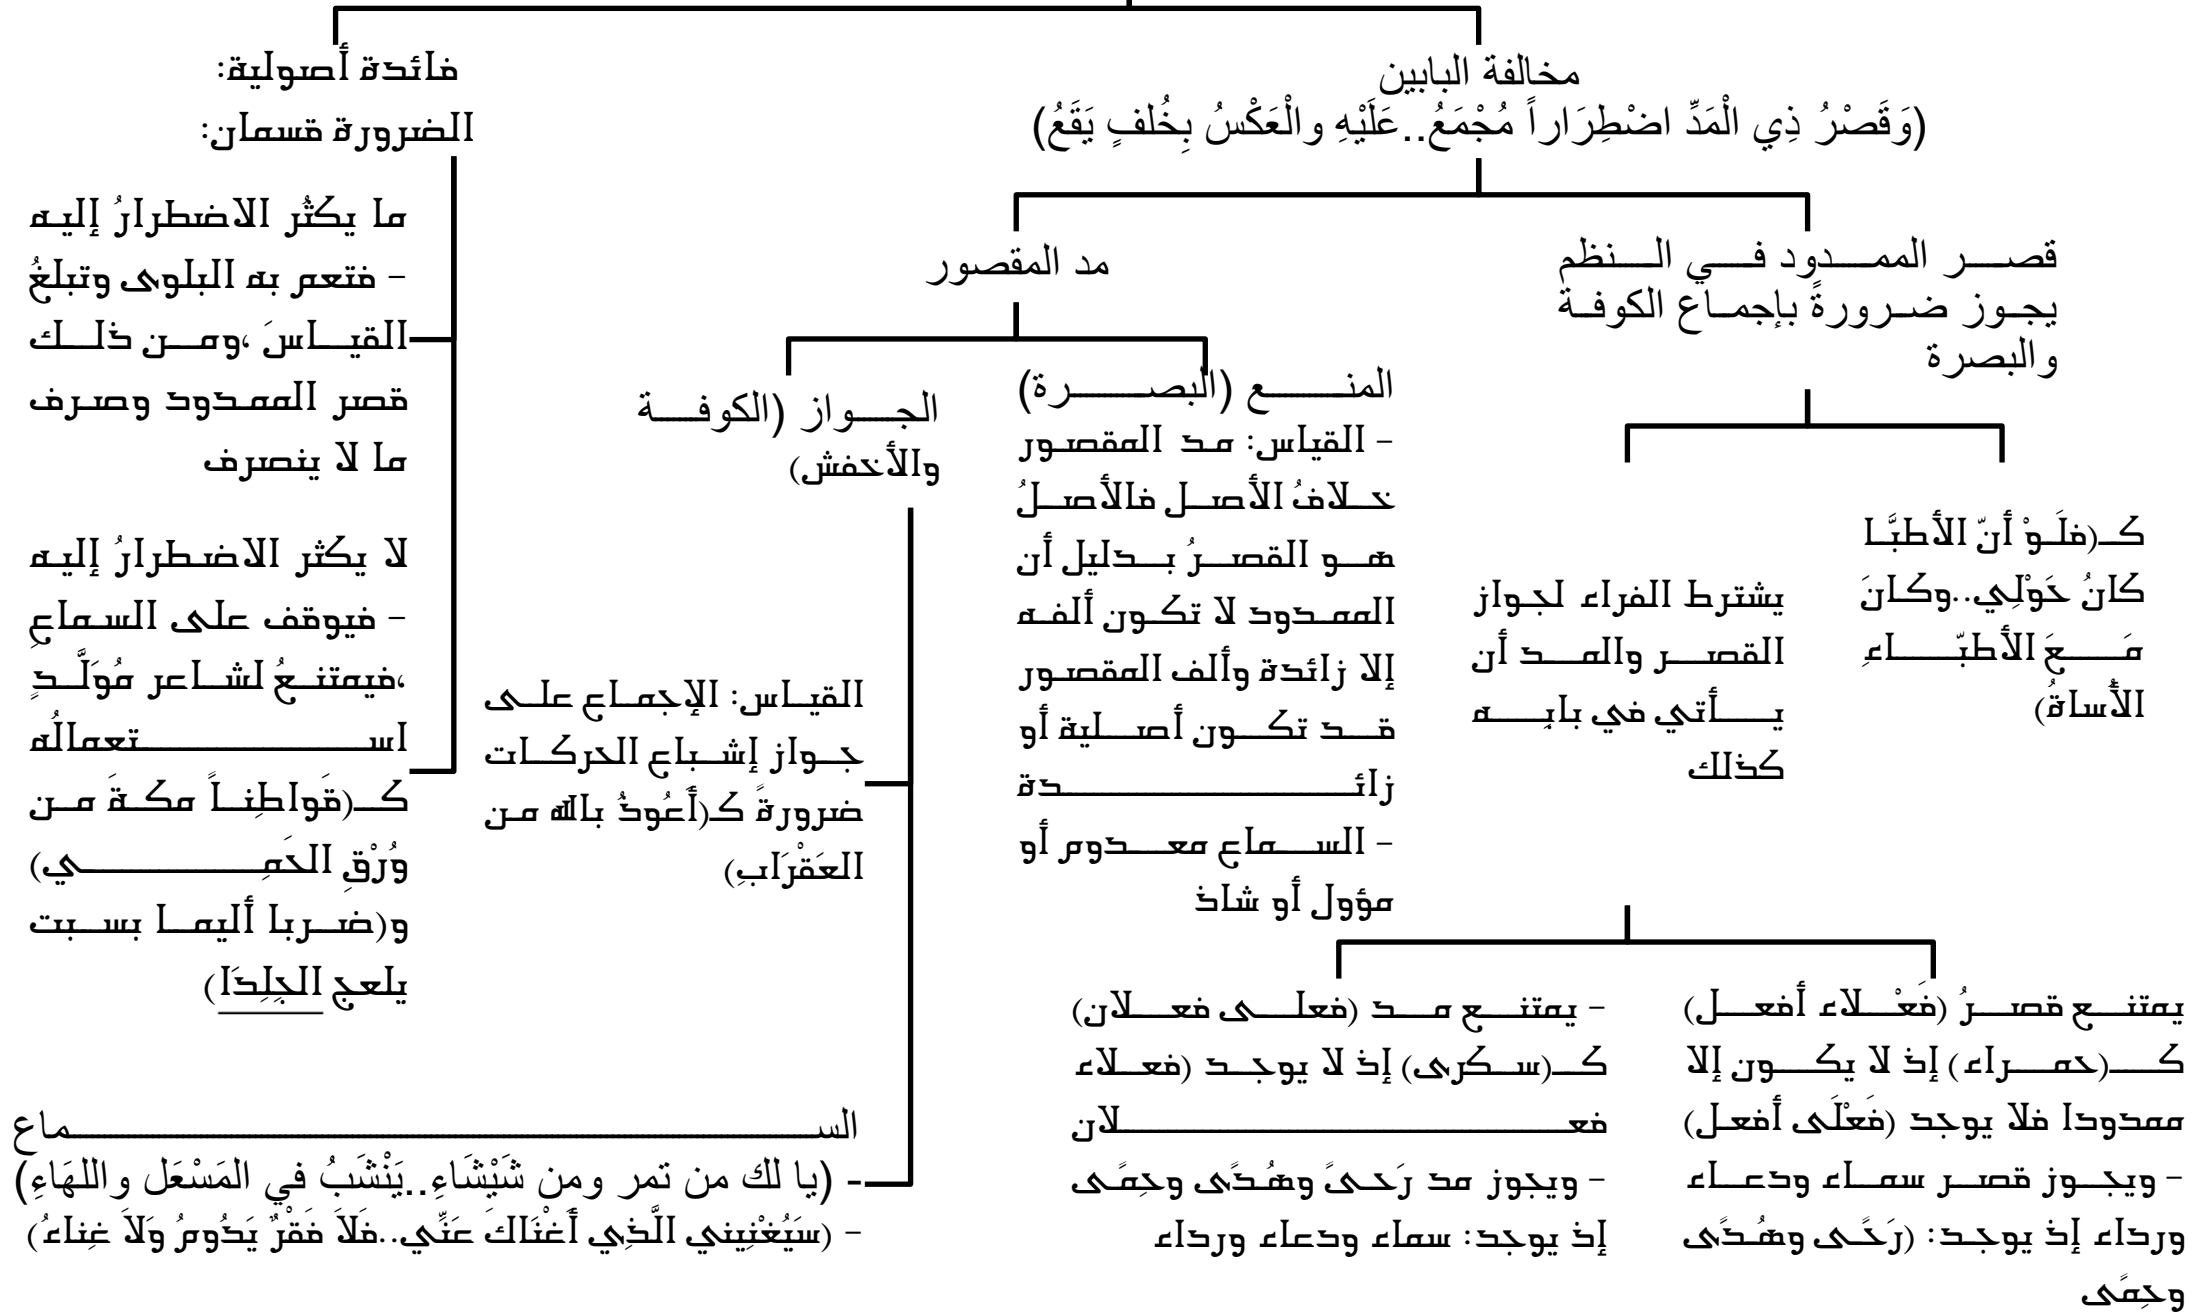 مخالفة البابين
(وَقَصْرُ ذِي الْمَدِّ اضْطِرَاراً مُجْمَعُ..عَلَيْهِ والْعَكْسُ بِخُلفٍ يَقَعُ)
قصر الممدود في النظم
يجوز ضرورةً بإجماع الكوفة
والبصرة
كـ(فلَوْ أنّ الأطبَّا
كانُ حَوْلِي..وكانَ
مَعَ الأطبّاءِ
الأُساةُ)
يشترط الفراء لجواز
القصر والمد أن
يأتي في بابِه
كذلك
يمتنع قصرُ (فَعْلاء أفعل)
كـ(حمراء) إذ لا يكون إلا
ممدودا فلا يوجد (فَعْلَى أفعل)
- ويجوز قصر سماء ودعاء
ورداء إذ يوجد: (رَحًى وهُدًى
وحِمًى
- يمتنع مد (فعلى فعلان)
كـ(سكرى) إذ لا يوجد (فعلاء
فعلان
- ويجوز مد رَحىً وهُدًى وحِمًى
إذ يوجد: سماء ودعاء ورداء
مد المقصور
المنع (البصرة)
- القياس: مد المقصور
خلافُ الأصل فالأصلُ
هو القصرُ بدليل أن
الممدود لا تكون ألفه
إلا زائدة وألف المقصور
قد تكون أصلية أو
زائدة
- السماع معدوم أو
مؤول أو شاذ
الجواز (الكوفة
والأخفش)
القياس: الإجماع على
جواز إشباع الحركات
ضرورةً كـ(أَعُوذُ بالله من
العَقْرَابِ)
السماع
- (يا لك من تمر ومن شَيْشَاءِ..يَنْشَبُ في المَسْعَل واللهَاءِ)
- (سَيُغْنِيني الَّذِي أَغْنَاكَ عَنِّي..فلَا فَقْرٌ يَدُومُ وَلَا غِناءُ)
فائدة أصولية:
الضرورة قسمان:
ما يكثُر الاضطرارُ إليه
- فتعم به البلوى وتبلغُ
القياسَ ،ومن ذلك
قصر الممدود وصرف
ما لا ينصرف
لا يكثر الاضطرارُ إليه
- فيوقف على السماعِ
،فيمتنعُ لشاعر مُوَلَّدٍ
استعمالُه
كـ(قَواطِناً مكةَ من
وُرْقِ الحَمِي)
و(ضربا أليما بسبت
يلعج الجِلِدَا)